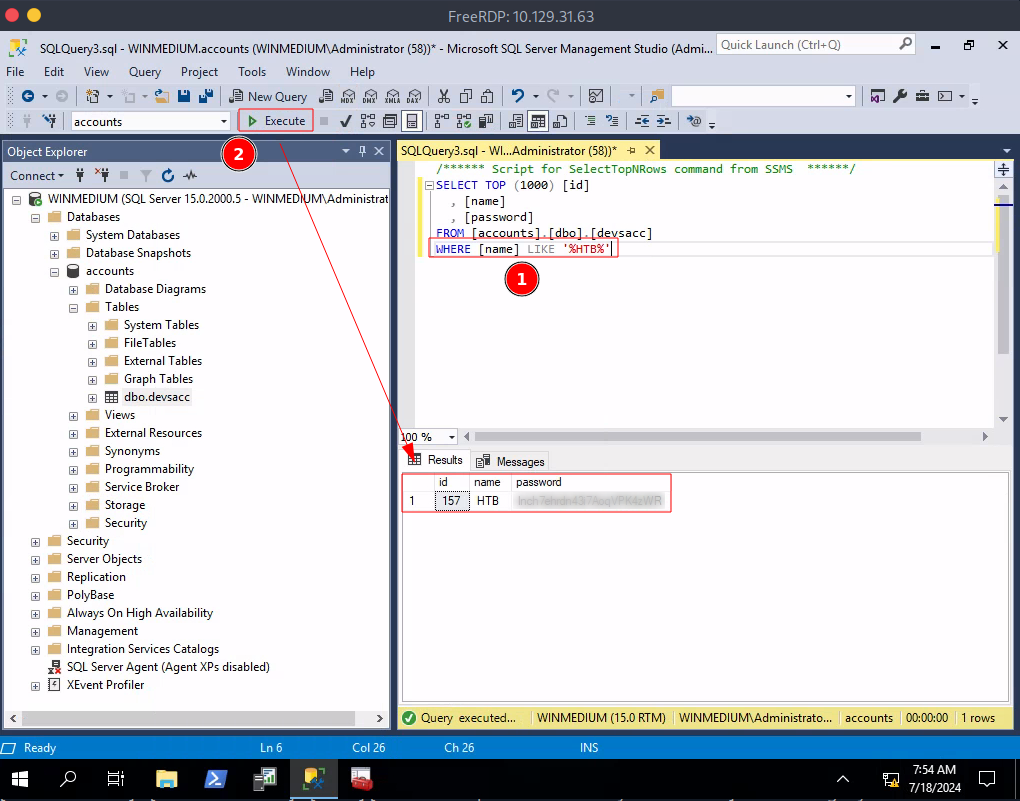 FreeRDP: 10.129.31.63
SQLQuery3.sql - WINMEDIUM.accounts (WINMEDIUM\Administrator (58))* - Microsoft SQL Server Management Studio (Admi...
Quick Launch (Ctrl+Q)
File Edit View Query Project Tools Window Help
New Query MDX DMX XMLA DAX
accounts Execute
2
Object Explorer
SQLQuery3.sql - WI...Administrator (58))*
Connect
WINMEDIUM (SQL Server 15.0.2000.5 - WINMEDIUM\Administrat
Databases
System Databases
Database Snapshots
accounts
Database Diagrams
Tables
System Tables
FileTables
External Tables
Graph Tables
dbo.devsacc
Views
External Resources
Synonyms
Programmability
Service Broker
Storage
Security
Security
Server Objects
Replication
PolyBase
Always On High Availability
Management
Integration Services Catalogs
SQL Server Agent (Agent XPs disabled)
XEvent Profiler
/****** Script for SelectTopNRows command from SSMS ******/
SELECT TOP (1000) [id]
, [name]
, [password]
FROM [accounts].[dbo].[devsacc]
WHERE [name] LIKE '%HTB%'
1
100 %
Results Messages
id name password
1 157 HTB
Query executed... WINMEDIUM (15.0 RTM) WINMEDIUM\Administrato... accounts 00:00:00 1 rows
Ready Ln 6 Col 26 Ch 26 INS
7:54 AM
7/18/2024